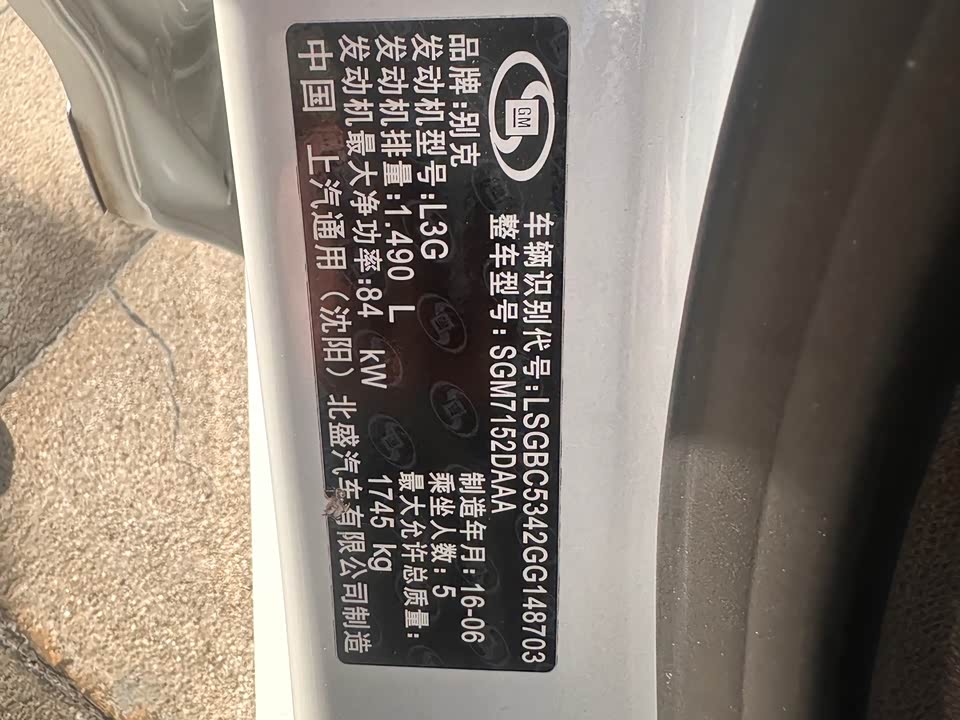 GM
车辆识别代号:LSGBC5342GG148703
整车型号:SGM7152DAAA
品牌:别克
制造年月:16-06
发动机型号:L3G
乘坐人数:5
发动机排量:1.490 L
最大允许总质量:
发动机最大净功率:84 kW
1745 kg
中国 上汽通用(沈阳)北盛汽车有限公司制造